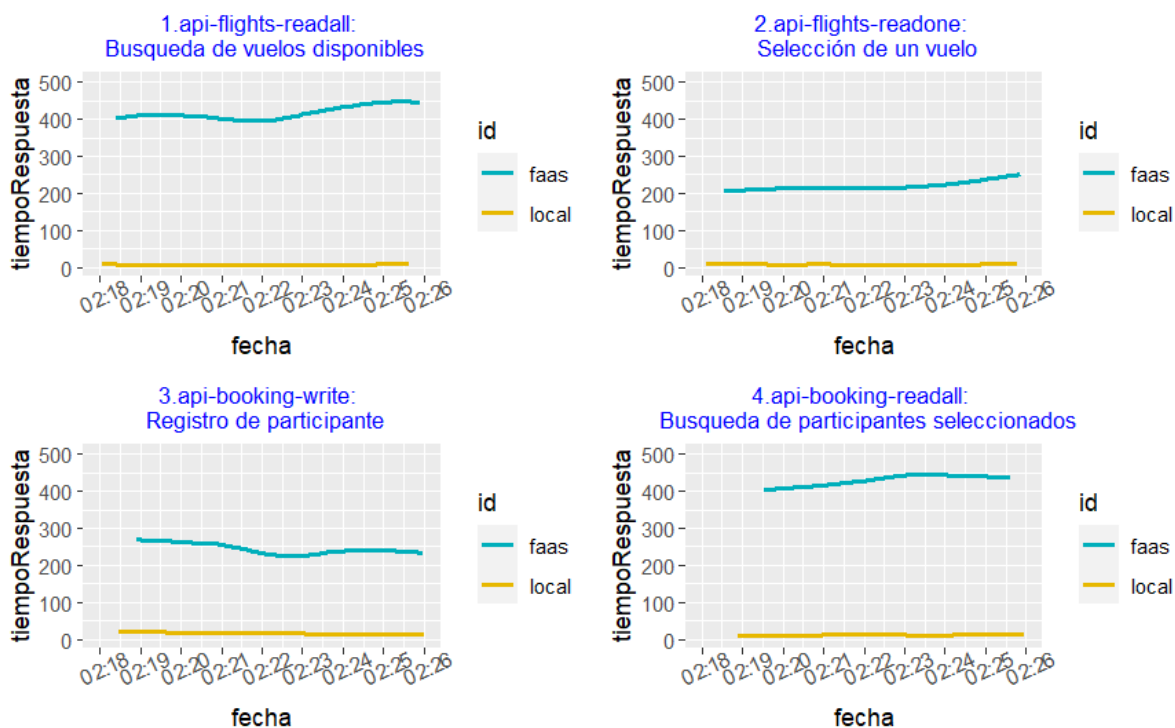 1.api-flights-readall:
Busqueda de vuelos disponibles
500
400
300
200
100
0
tiempoRespuesta
02:18
02:19
02:20
02:21
02:22
02:23
02:24
02:25
02:26
fecha
id
faas
local
2.api-flights-readone:
Selección de un vuelo
500
400
300
200
100
0
tiempoRespuesta
02:18
02:19
02:20
02:21
02:22
02:23
02:24
02:25
02:26
fecha
id
faas
local
3.api-booking-write:
Registro de participante
500
400
300
200
100
0
tiempoRespuesta
02:18
02:19
02:20
02:21
02:22
02:23
02:24
02:25
02:26
fecha
id
faas
local
4.api-booking-readall:
Busqueda de participantes seleccionados
500
400
300
200
100
0
tiempoRespuesta
02:18
02:19
02:20
02:21
02:22
02:23
02:24
02:25
02:26
fecha
id
faas
local